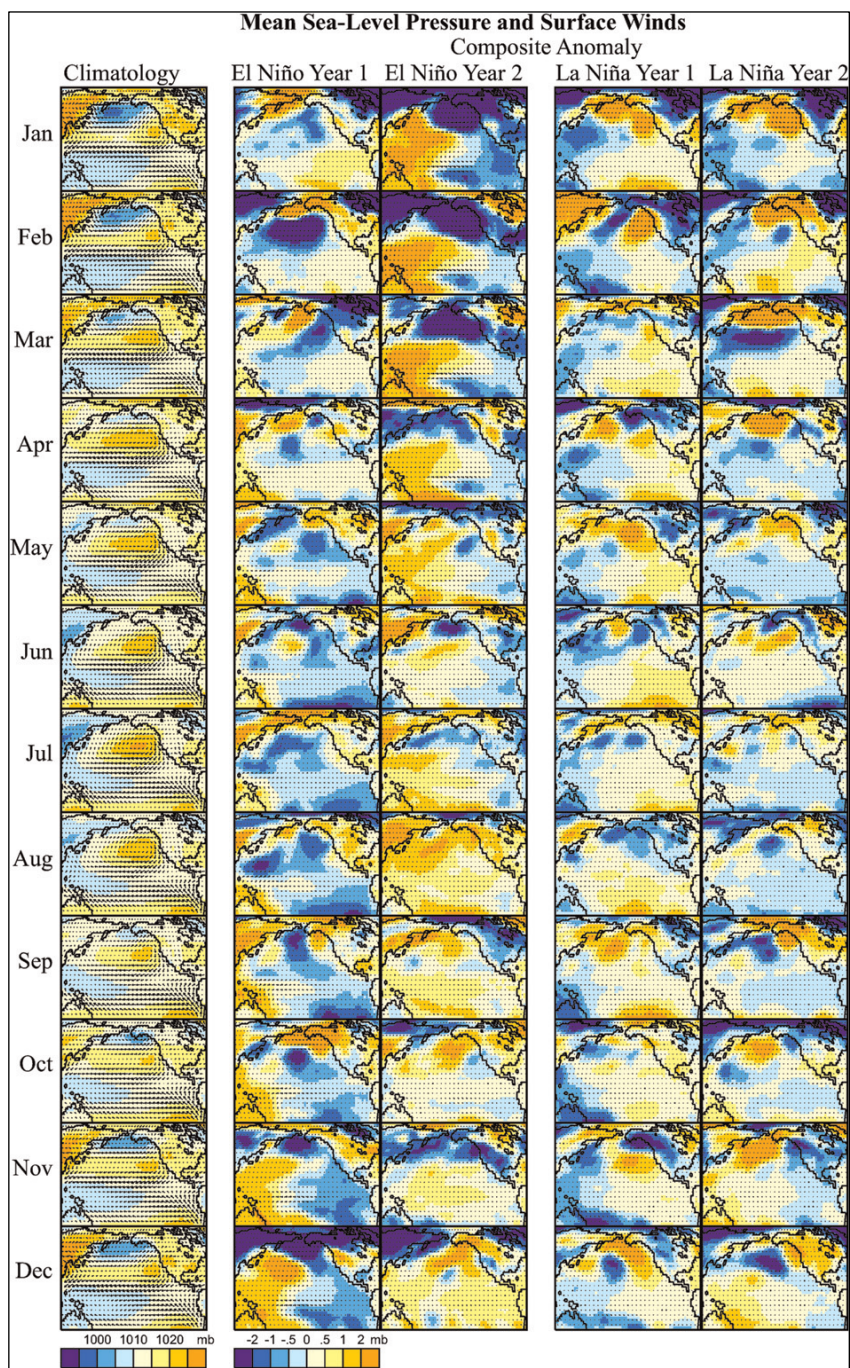 Mean Sea-Level Pressure and Surface Winds
Composite Anomaly
Climatology El Niño Year 1 El Niño Year 2 La Niña Year 1 La Niña Year 2
Jan
Feb
Mar
Apr
May
Jun
Jul
Aug
Sep
Oct
Nov
Dec
1000 1010 1020 mb -2 -1 -.5 0 .5 1 2 mb